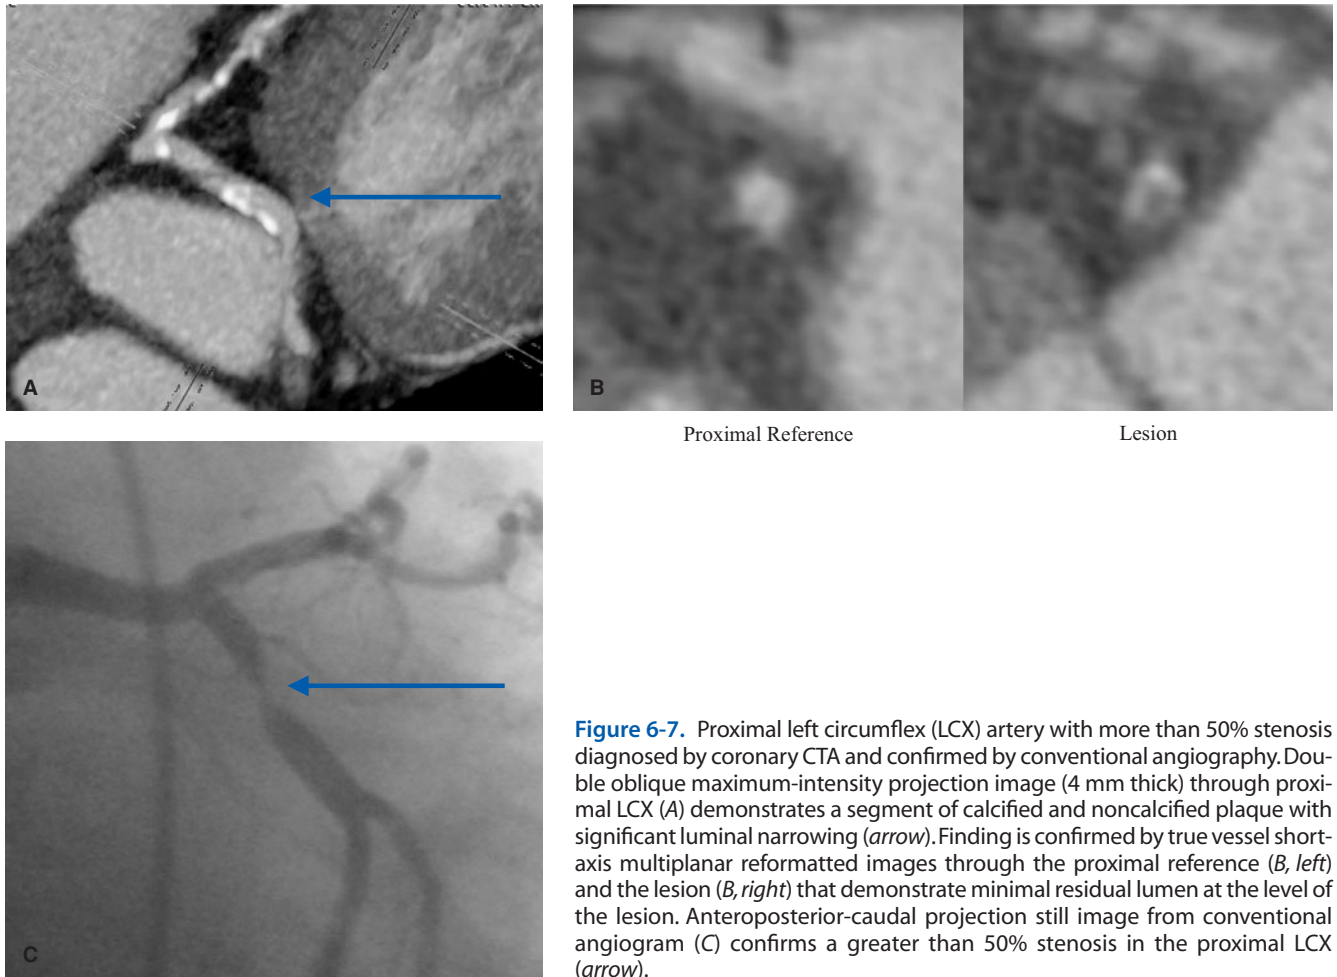 A
B
Proximal Reference
Lesion
C
Figure 6-7. Proximal left circumflex (LCX) artery with more than 50% stenosis
diagnosed by coronary CTA and confirmed by conventional angiography. Dou-
ble oblique maximum-intensity projection image (4 mm thick) through proxi-
mal LCX (A) demonstrates a segment of calcified and noncalcified plaque with
significant luminal narrowing (arrow). Finding is confirmed by true vessel short-
axis multiplanar reformatted images through the proximal reference (B, left)
and the lesion (B, right) that demonstrate minimal residual lumen at the level of
the lesion. Anteroposterior-caudal projection still image from conventional
angiogram (C) confirms a greater than 50% stenosis in the proximal LCX
(arrow).